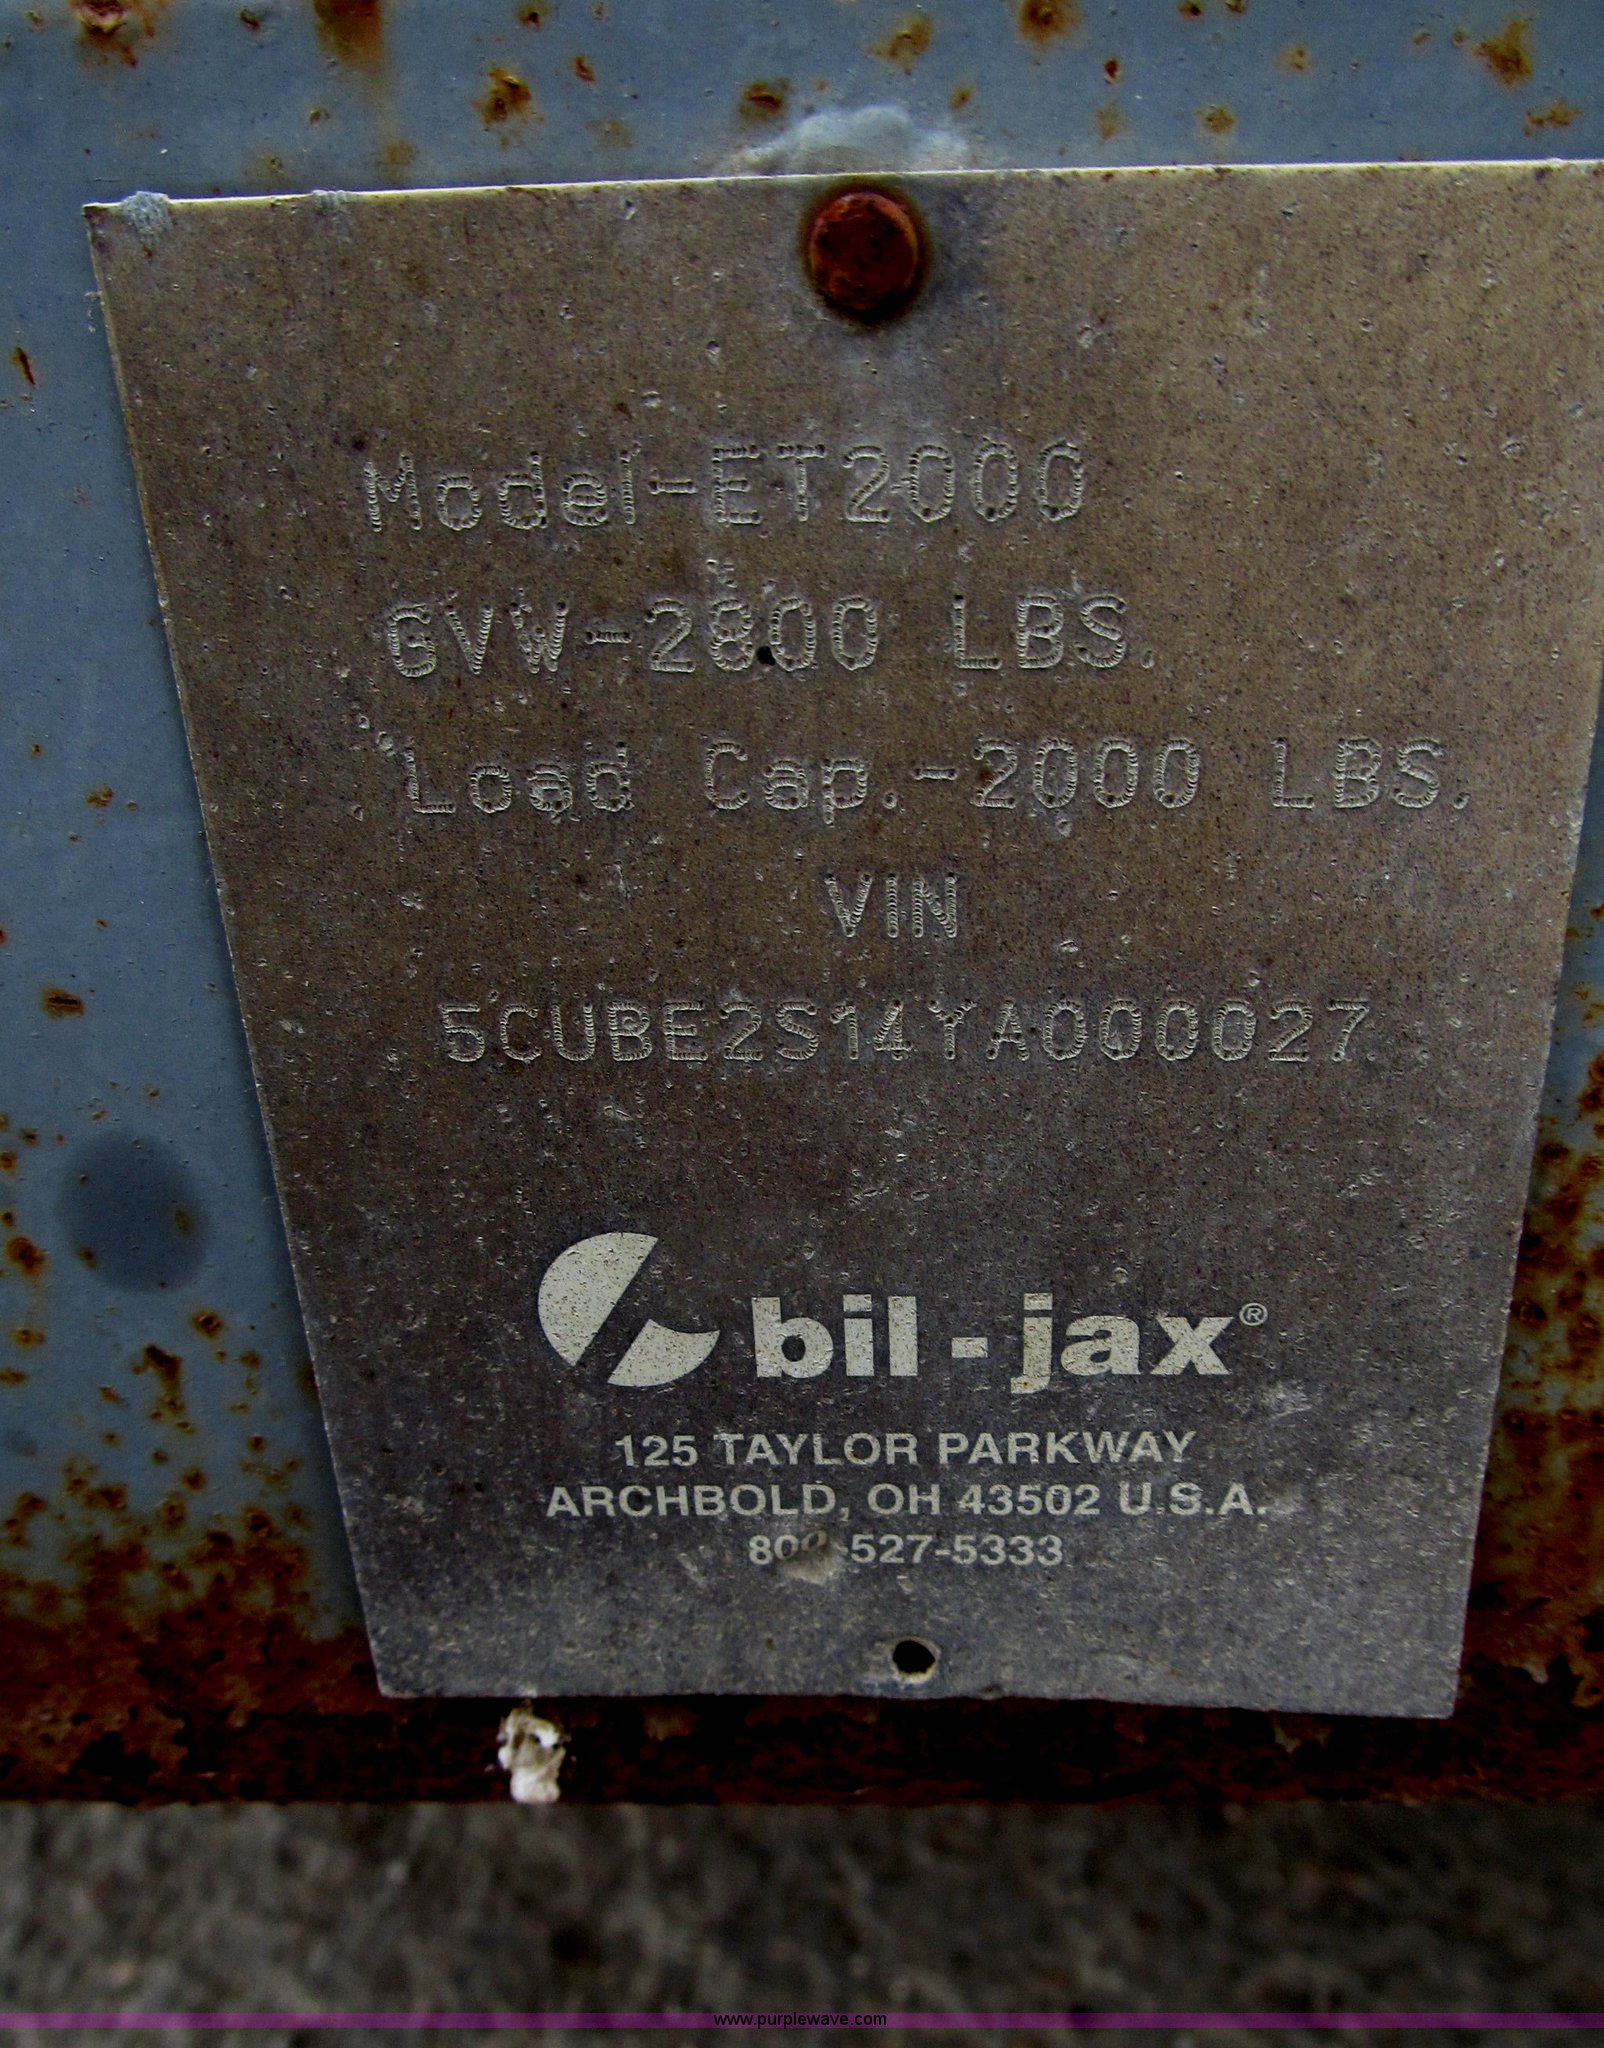 Model-ET2000
GVW-2800 LBS.
Load Cap.-2000 LBS.
VIN
5CUBE2S14YA000027
bil-jax®
125 TAYLOR PARKWAY
ARCHBOLD, OH 43502 U.S.A.
800-527-5333
www.purplewave.com